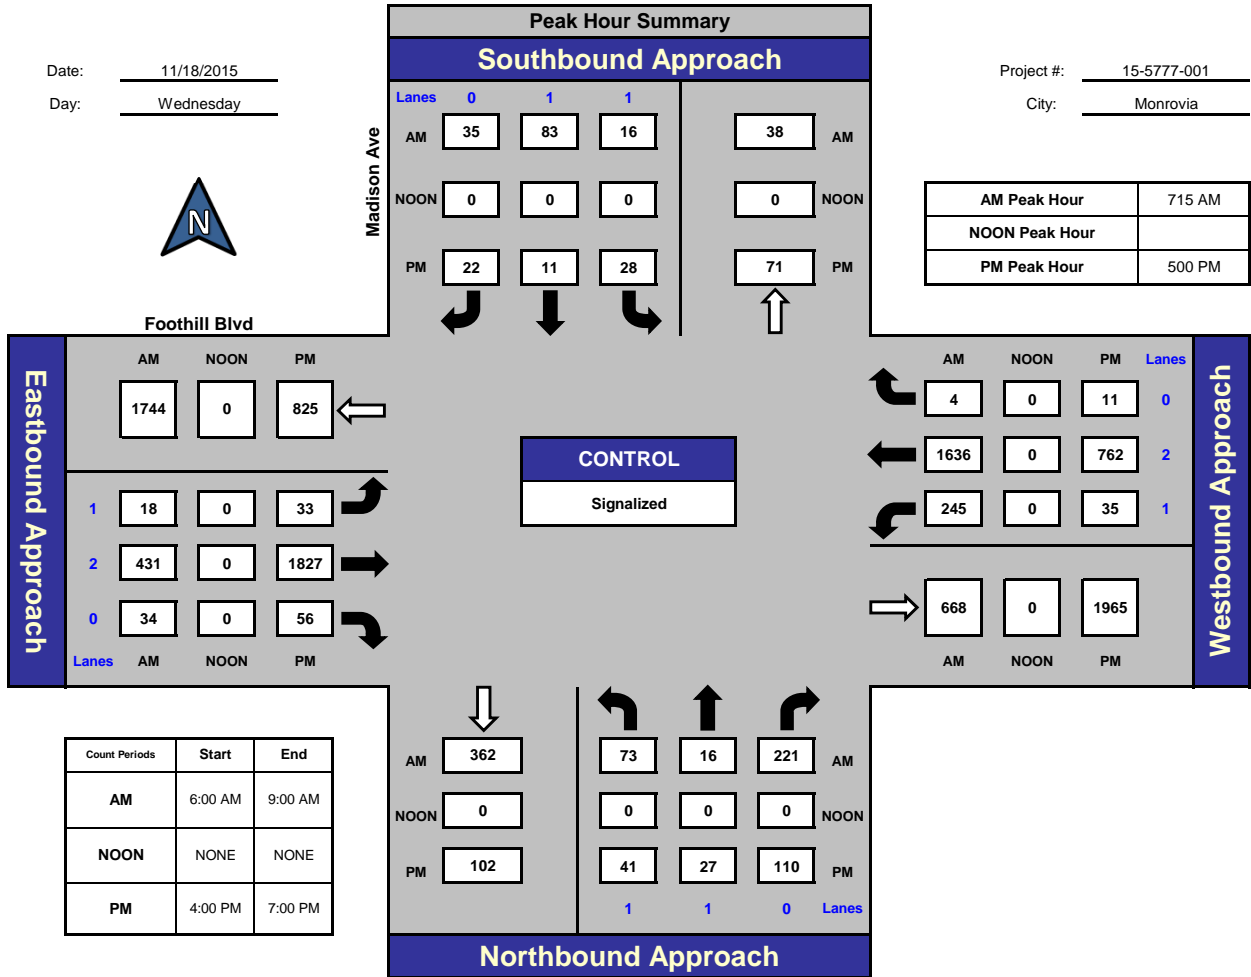 Peak Hour Summary
Southbound Approach
Date: 11/18/2015
Day: Wednesday
Project #: 15-5777-001
City: Monrovia
Madison Ave
Lanes 0 1 1
AM 35 83 16 38 AM
NOON 0 0 0 0 NOON
PM 22 11 28 71 PM
N
AM Peak Hour 715 AM
NOON Peak Hour
PM Peak Hour 500 PM
Foothill Blvd
Eastbound Approach
AM NOON PM
1744 0 825
1 18 0 33
2 431 0 1827
0 34 0 56
Lanes AM NOON PM
CONTROL
Signalized
AM NOON PM Lanes
4 0 11 0
1636 0 762 2
245 0 35 1
668 0 1965
AM NOON PM
Westbound Approach
Count Periods Start End
AM 6:00 AM 9:00 AM
NOON NONE NONE
PM 4:00 PM 7:00 PM
AM 362 73 16 221 AM
NOON 0 0 0 0 NOON
PM 102 41 27 110 PM
1 1 0 Lanes
Northbound Approach